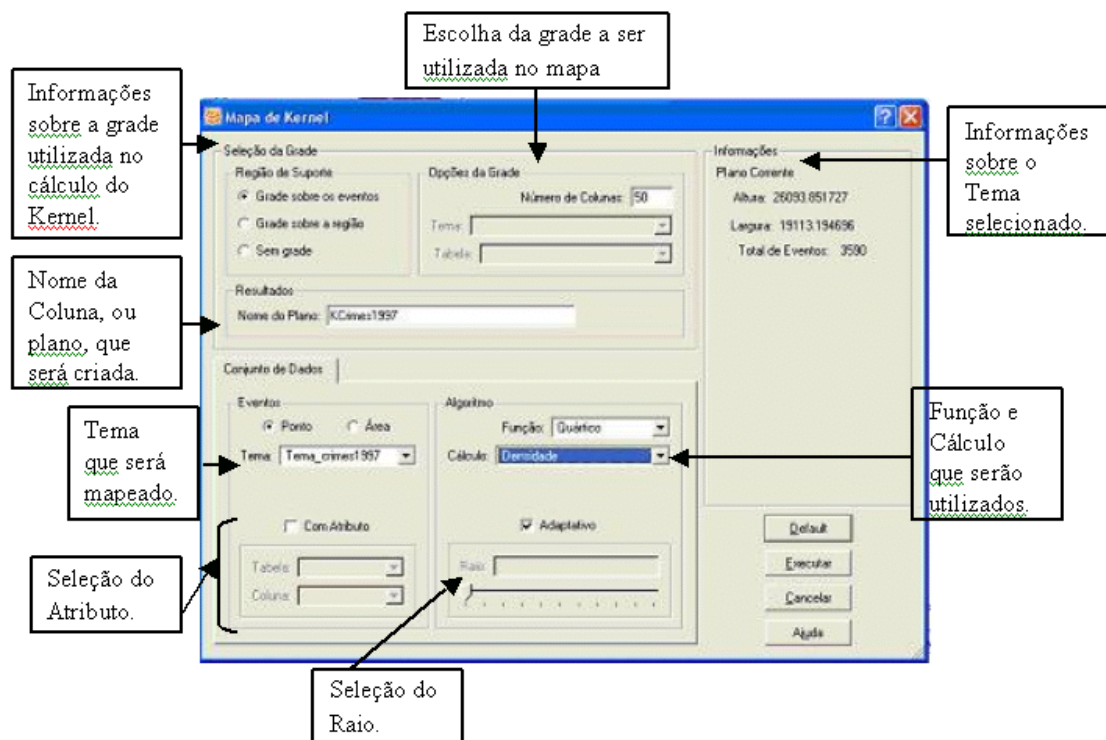 Escolha da grade a ser
utilizada no mapa
Informações
sobre a grade
utilizada no
cálculo do
Kernel.
Nome da
Coluna, ou
plano, que
será criada.
Tema
que será
mapeado.
Seleção do
Atributo.
Seleção do
Raio.
Informações
sobre o
Tema
selecionado.
Função e
Cálculo
que serão
utilizados.
Mapa de Kernel
Seleção da Grade
Região de Suporte
Grade sobre os eventos
Grade sobre a região
Sem grade
Opções da Grade
Número de Colunas: 50
Tema:
Tabela:
Resultados
Nome do Plano: KCrimes1997
Conjunto de Dados
Eventos
Ponto Área
Tema: Tema_crimes1997
Com Atributo
Tabela:
Coluna:
Algoritmo
Função: Quártico
Cálculo: Densidade
Adaptativo
Raio:
Informações
Plano Corrente
Altura: 26093.851727
Largura: 19113.194696
Total de Eventos: 3590
Default
Executar
Cancelar
Ajuda